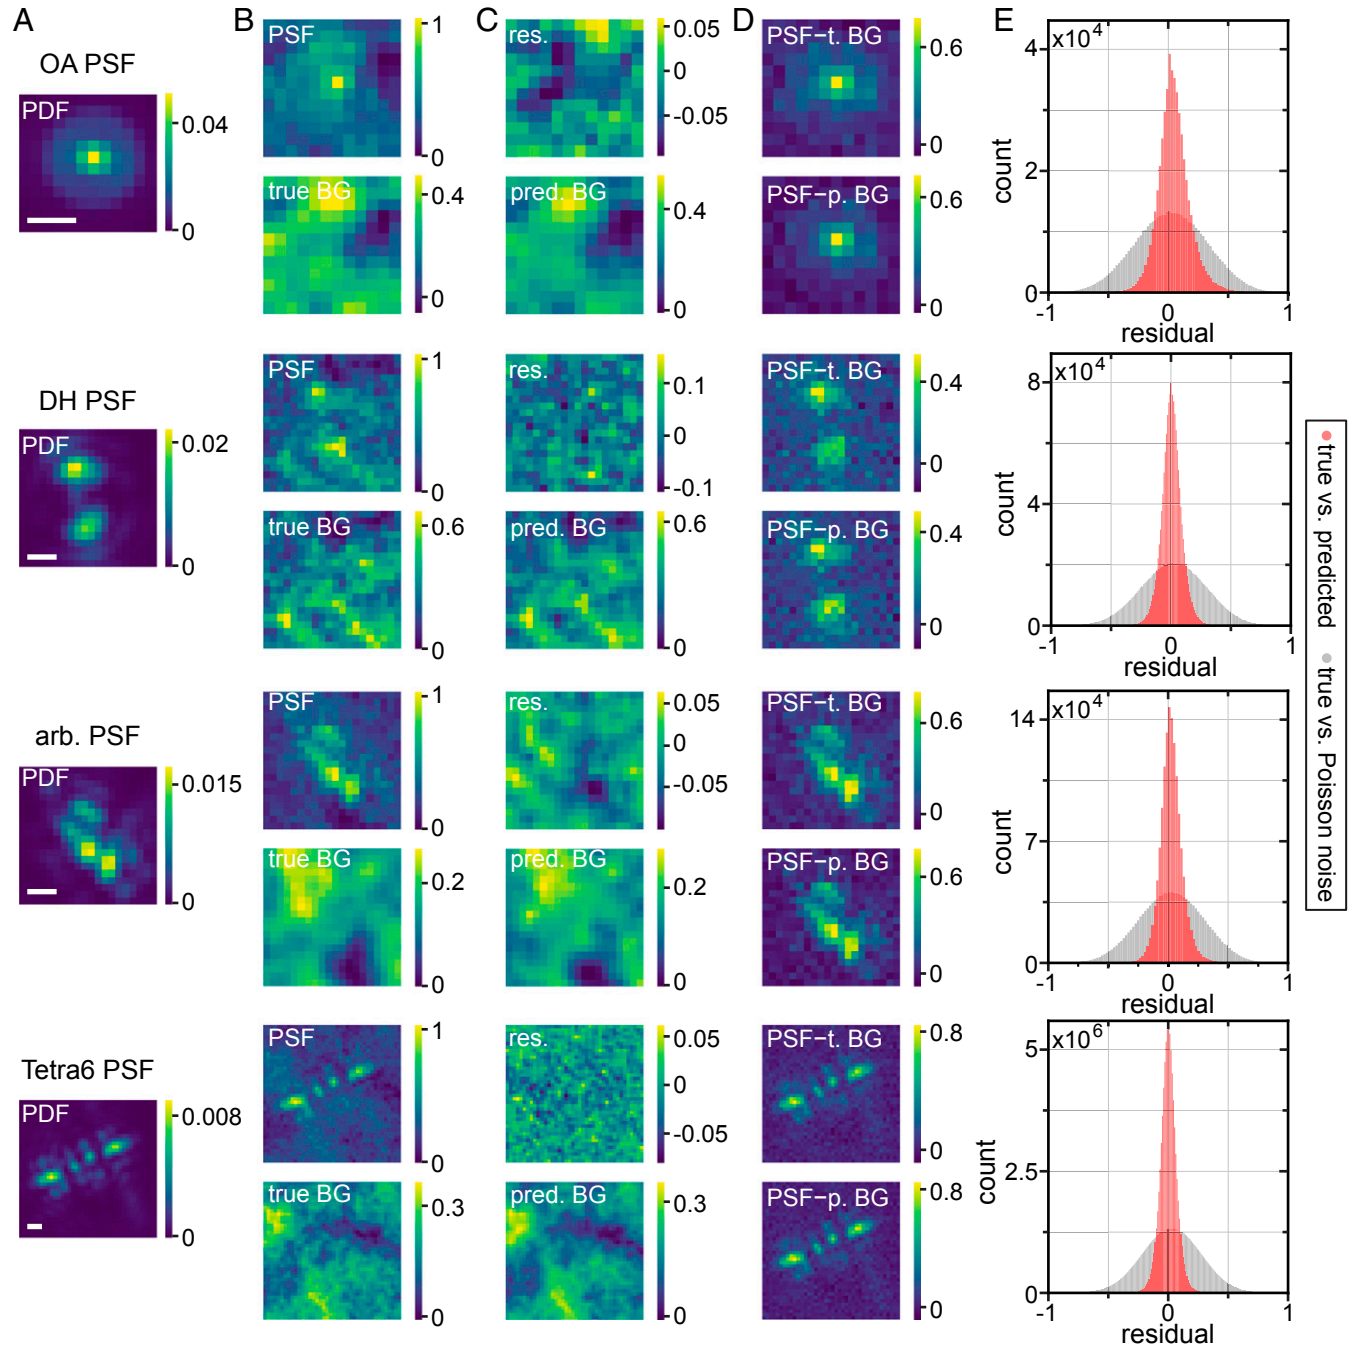 A
B
C
D
E
OA PSF
PDF
0.04
0
PSF
1
0
res.
0.05
0
-0.05
PSF-t. BG
0.6
0
true BG
0.4
0
pred. BG
0.4
0
PSF-p. BG
0.6
0
x10^4
4
2
0
count
-1
0
1
residual
DH PSF
PDF
0.02
0
PSF
1
0
res.
0.1
0
-0.1
PSF-t. BG
0.4
0
true BG
0.6
0
pred. BG
0.6
0
PSF-p. BG
0.4
0
x10^4
8
4
0
count
-1
0
1
residual
arb. PSF
PDF
0.015
0
PSF
1
0
res.
0.05
0
-0.05
PSF-t. BG
0.6
0
true BG
0.2
0
pred. BG
0.2
0
PSF-p. BG
0.6
0
x10^4
14
7
0
count
-1
0
1
residual
Tetra6 PSF
PDF
0.008
0
PSF
1
0
res.
0.05
0
-0.05
PSF-t. BG
0.8
0
true BG
0.3
0
pred. BG
0.3
0
PSF-p. BG
0.8
0
x10^6
5
2.5
0
count
-1
0
1
residual
true vs. predicted
true vs. Poisson noise